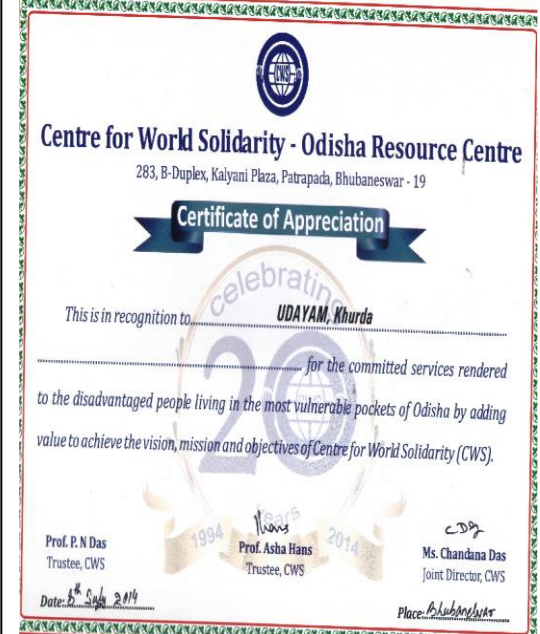 CWS
Centre for World Solidarity - Odisha Resource Centre
283, B-Duplex, Kalyani Plaza, Patrapada, Bhubaneswar - 19
Certificate of Appreciation
celebrating
20
CWS
This is in recognition to UDAYAM, Khurda
for the committed services rendered
to the disadvantaged people living in the most vulnerable pockets of Odisha by adding
value to achieve the vision, mission and objectives of Centre for World Solidarity (CWS).
1994 Years 2014
Prof. P. N Das
Trustee, CWS
Hans
Prof. Asha Hans
Trustee, CWS
Ms. Chandana Das
Joint Director, CWS
Date: 8th July 2014
Place: Bhubaneswar